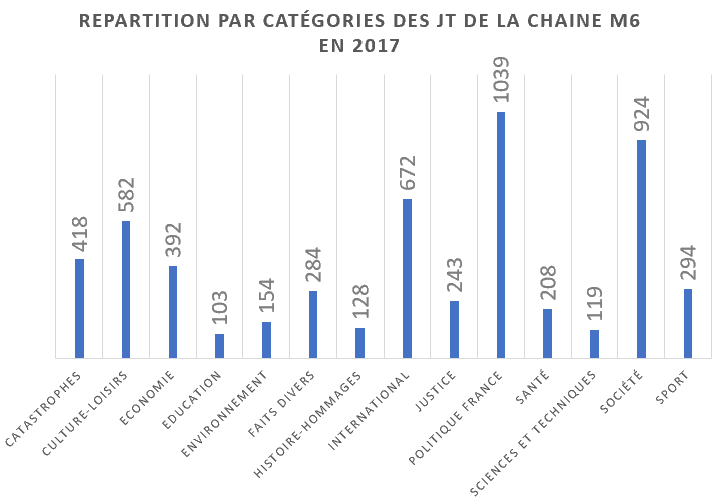 REPARTITION PAR CATÉGORIES DES JT DE LA CHAINE M6
EN 2017
418
582
392
103
154
284
128
672
243
1039
208
119
924
294
CATASTROPHES
CULTURE-LOISIRS
ECONOMIE
EDUCATION
ENVIRONNEMENT
FAITS DIVERS
HISTOIRE-HOMMAGES
INTERNATIONAL
JUSTICE
POLITIQUE FRANCE
SANTÉ
SCIENCES ET TECHNIQUES
SOCIÉTÉ
SPORT